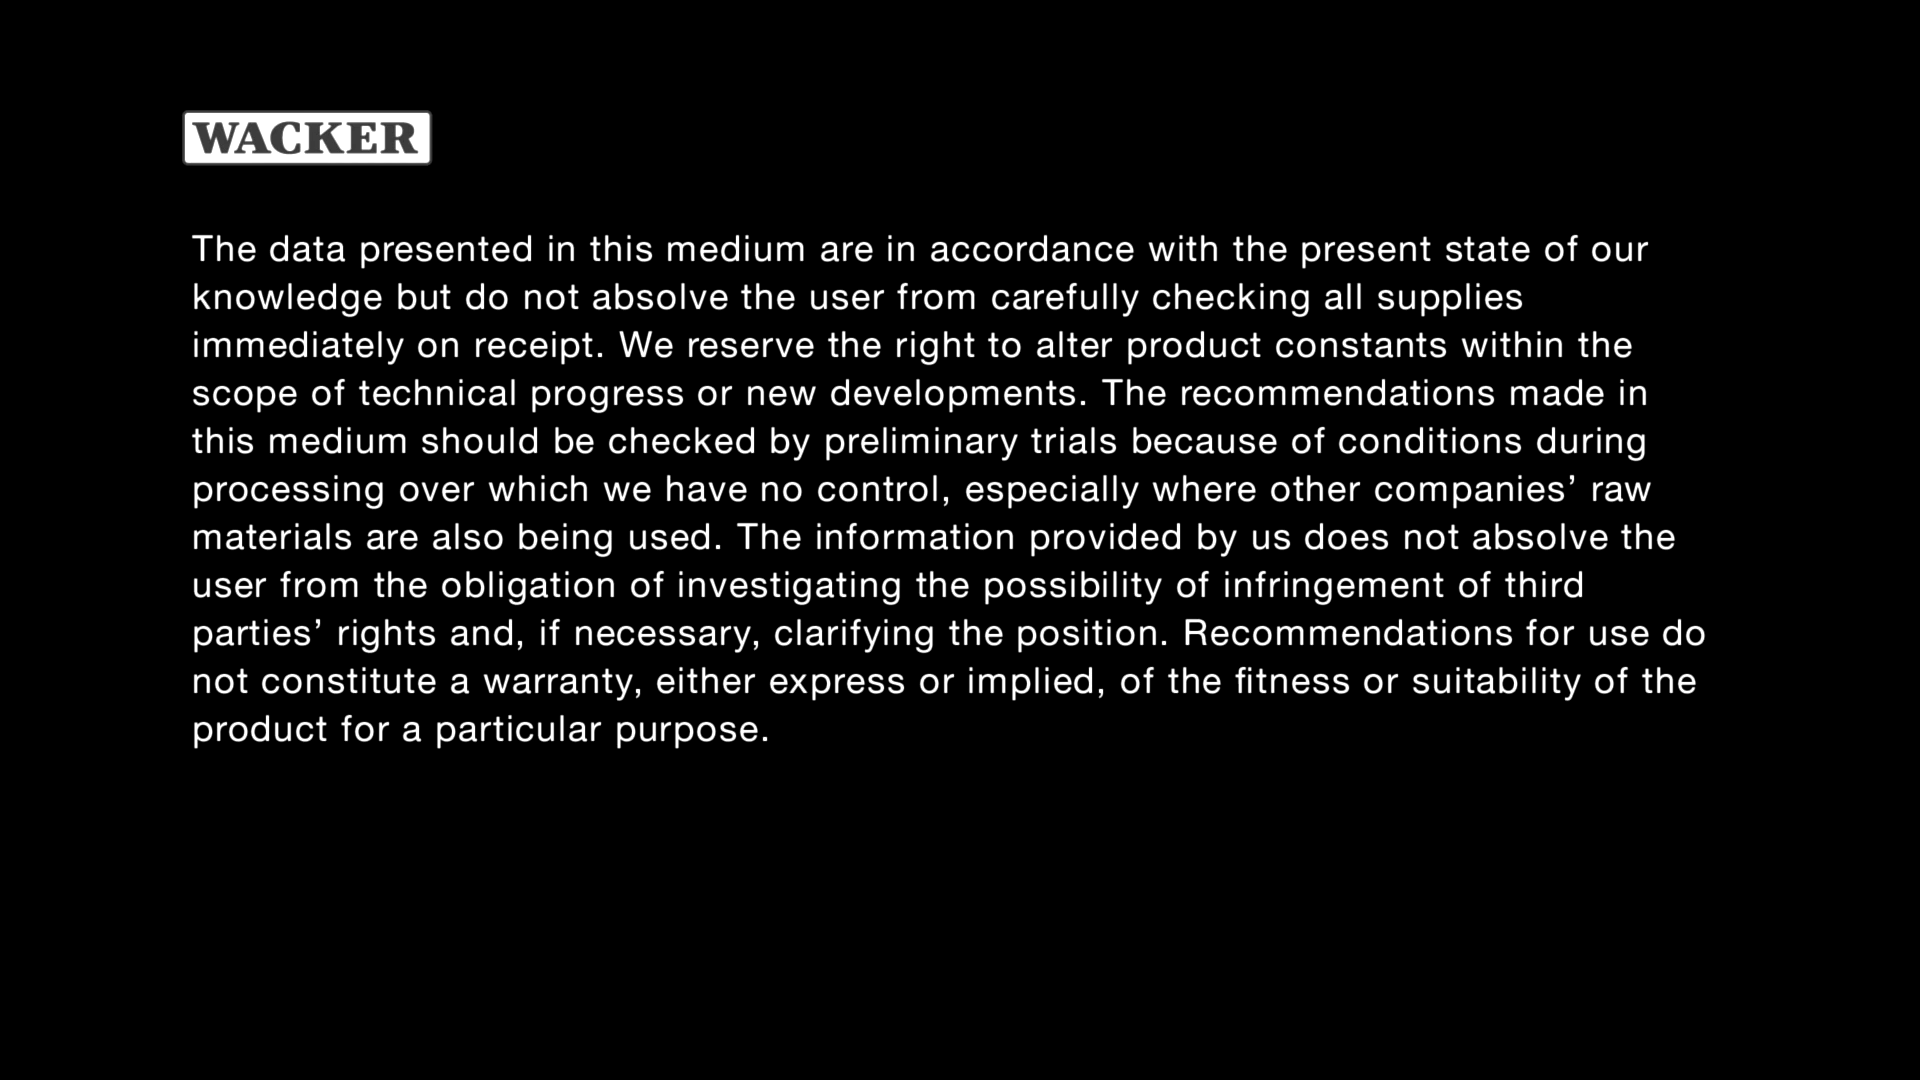 WACKER
The data presented in this medium are in accordance with the present state of our
knowledge but do not absolve the user from carefully checking all supplies
immediately on receipt. We reserve the right to alter product constants within the
scope of technical progress or new developments. The recommendations made in
this medium should be checked by preliminary trials because of conditions during
processing over which we have no control, especially where other companies’ raw
materials are also being used. The information provided by us does not absolve the
user from the obligation of investigating the possibility of infringement of third
parties’ rights and, if necessary, clarifying the position. Recommendations for use do
not constitute a warranty, either express or implied, of the fitness or suitability of the
product for a particular purpose.